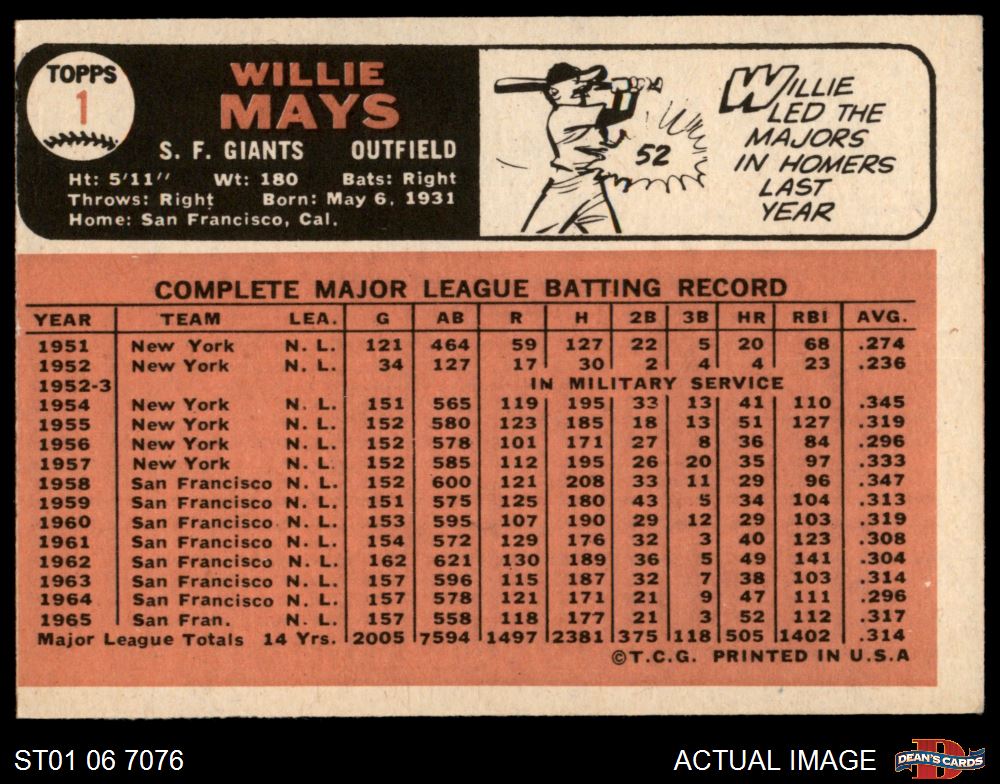 TOPPS
1
WILLIE
MAYS
S. F. GIANTS OUTFIELD
Ht: 5'11" Wt: 180 Bats: Right
Throws: Right Born: May 6, 1931
Home: San Francisco, Cal.
52
WILLIE
LED THE
MAJORS
IN HOMERS
LAST
YEAR
COMPLETE MAJOR LEAGUE BATTING RECORD
YEAR TEAM LEA. G AB R H 2B 3B HR RBI AVG.
1951 New York N. L. 121 464 59 127 22 5 20 68 .274
1952 New York N. L. 34 127 17 30 2 4 4 23 .236
1952-3 IN MILITARY SERVICE
1954 New York N. L. 151 565 119 195 33 13 41 110 .345
1955 New York N. L. 152 580 123 185 18 13 51 127 .319
1956 New York N. L. 152 578 101 171 27 8 36 84 .296
1957 New York N. L. 152 585 112 195 26 20 35 97 .333
1958 San Francisco N. L. 152 600 121 208 33 11 29 96 .347
1959 San Francisco N. L. 151 575 125 180 43 5 34 104 .313
1960 San Francisco N. L. 153 595 107 190 29 12 29 103 .319
1961 San Francisco N. L. 154 572 129 176 32 3 40 123 .308
1962 San Francisco N. L. 162 621 130 189 36 5 49 141 .304
1963 San Francisco N. L. 157 596 115 187 32 7 38 103 .314
1964 San Francisco N. L. 157 578 121 171 21 9 47 111 .296
1965 San Fran. N. L. 157 558 118 177 21 3 52 112 .317
Major League Totals 14 Yrs. 2005 7594 1497 2381 375 118 505 1402 .314
©T.C.G. PRINTED IN U.S.A
ST01 06 7076 ACTUAL IMAGE
DEAN'S CARDS